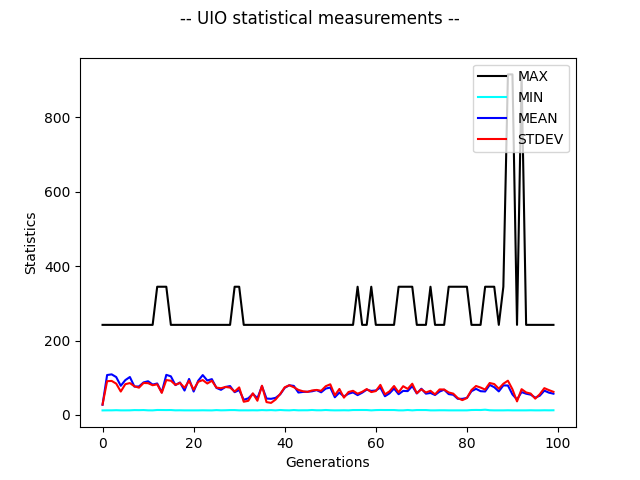 -- UIO statistical measurements --
MAX
MIN
MEAN
STDEV
Statistics
800
600
400
200
0
0 20 40 60 80 100
Generations